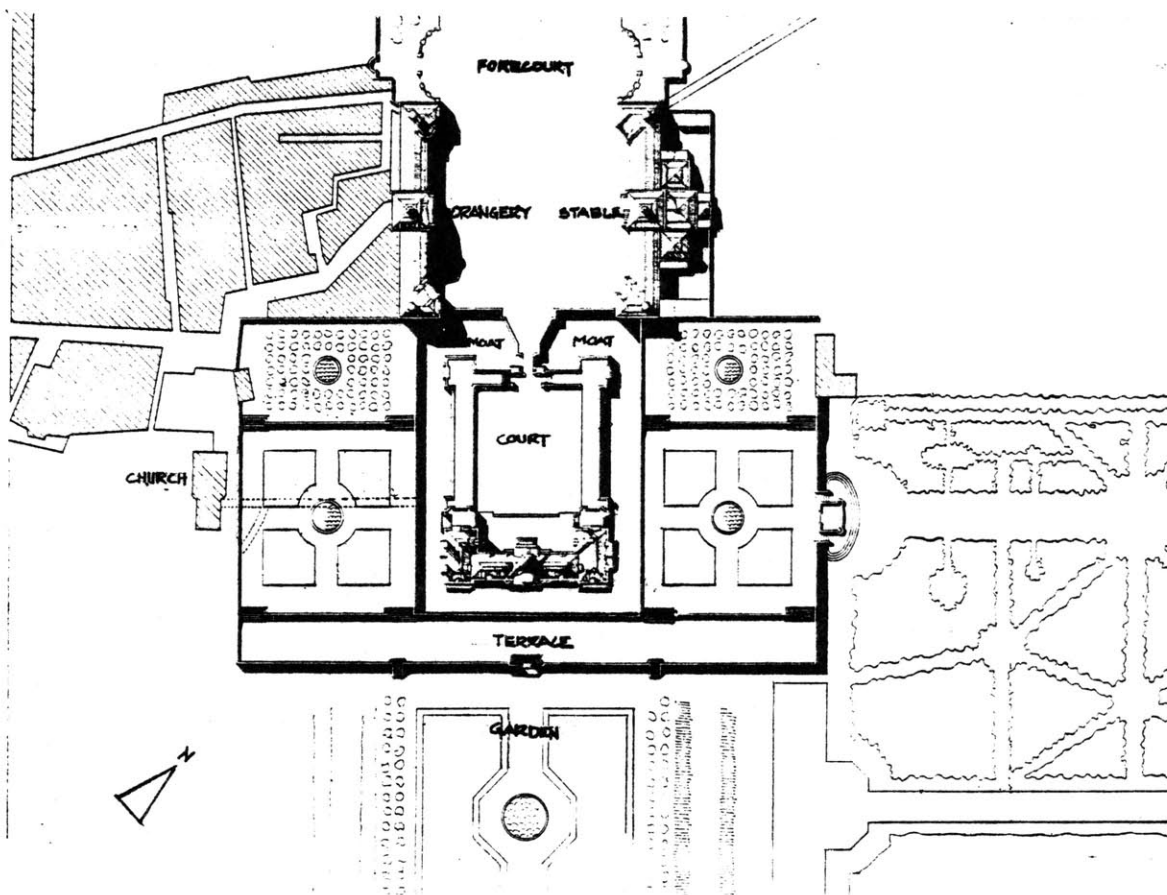 FORECOURT
ORANGERY
STABLE
MOAT
MOAT
COURT
CHURCH
TERRACE
GARDEN
N